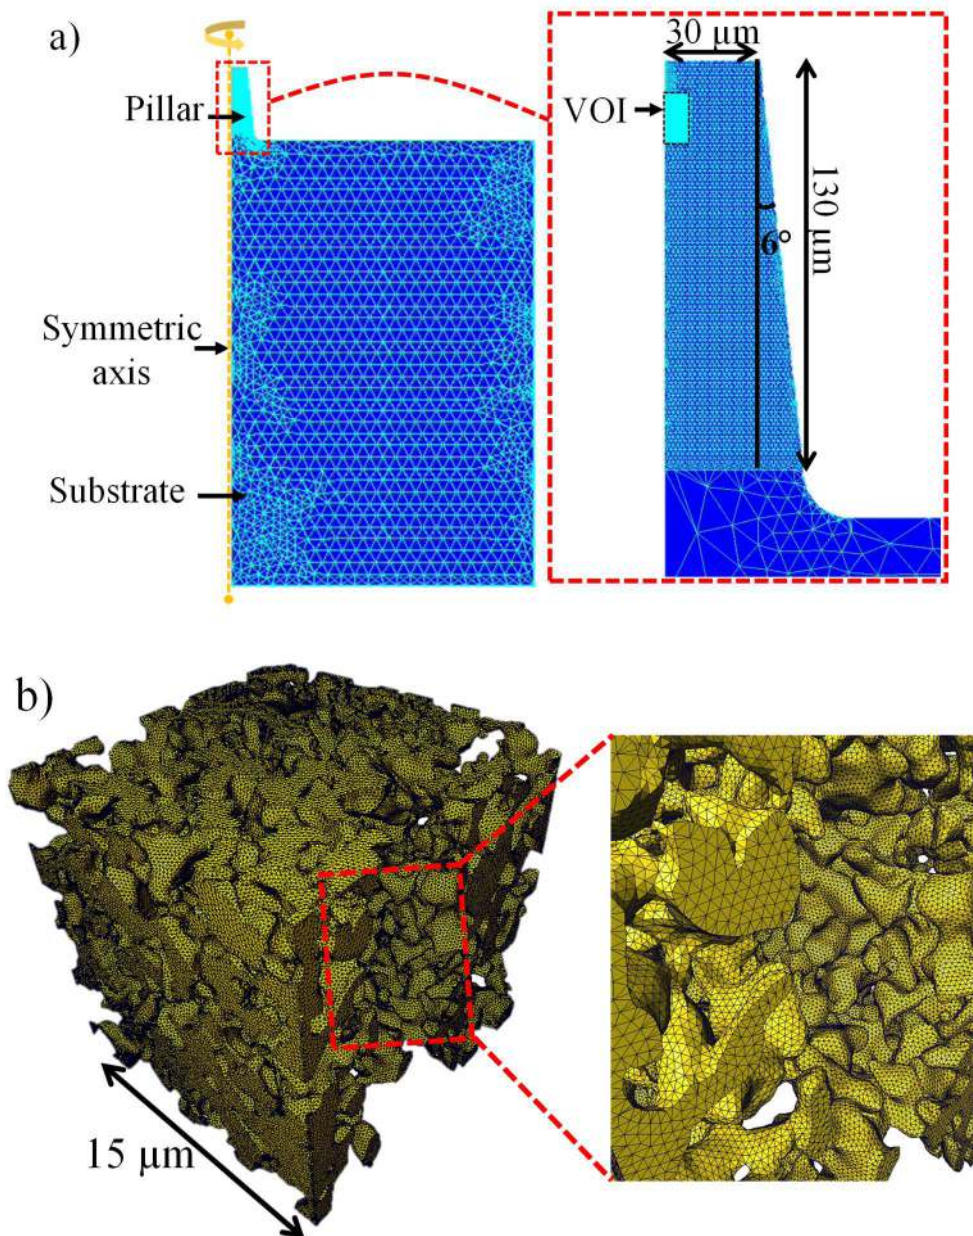 a)
Pillar
Symmetric
axis
Substrate
30 µm
VOI
6°
130 µm
b)
15 µm